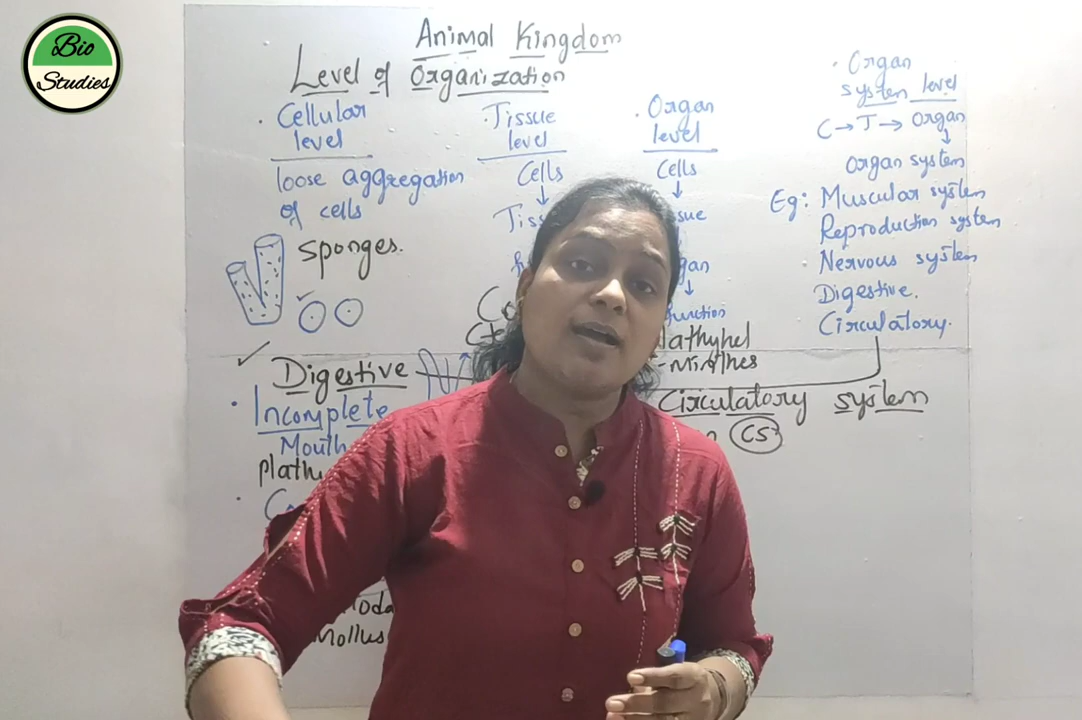 Bio
Studies
Animal Kingdom
Level of Organization
Cellular
level
loose aggregation
of cells
sponges.
Tissue
level
Cells
Organ
level
Cells
Organ
system level
C → T → Organ
Organ system
Eg: Muscular system
Reproduction system
Nervous system
Digestive.
Circulatory.
function
-minthes
Digestive
Incomplete
Mouth
Circulatory system
CS